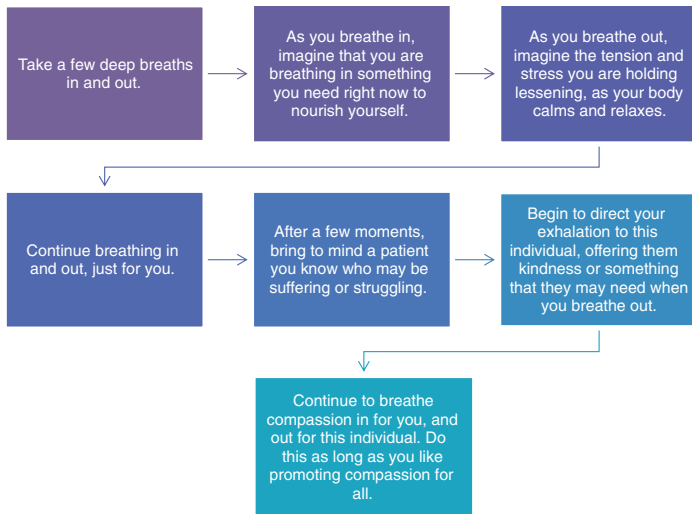 Take a few deep breaths
in and out.
As you breathe in,
imagine that you are
breathing in something
you need right now to
nourish yourself.
As you breathe out,
imagine the tension and
stress you are holding
lessening, as your body
calms and relaxes.
Continue breathing in
and out, just for you.
After a few moments,
bring to mind a patient
you know who may be
suffering or struggling.
Begin to direct your
exhalation to this
individual, offering them
kindness or something
that they may need when
you breathe out.
Continue to breathe
compassion in for you, and
out for this individual. Do
this as long as you like
promoting compassion for
all.